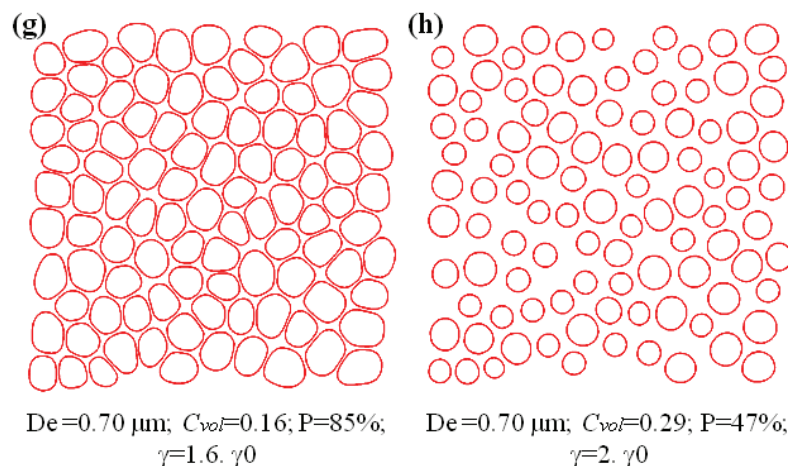 (g)
(h)
De =0.70 μm; Cvol=0.16; P=85%;
γ=1.6. γ0
De =0.70 μm; Cvol=0.29; P=47%;
γ=2. γ0